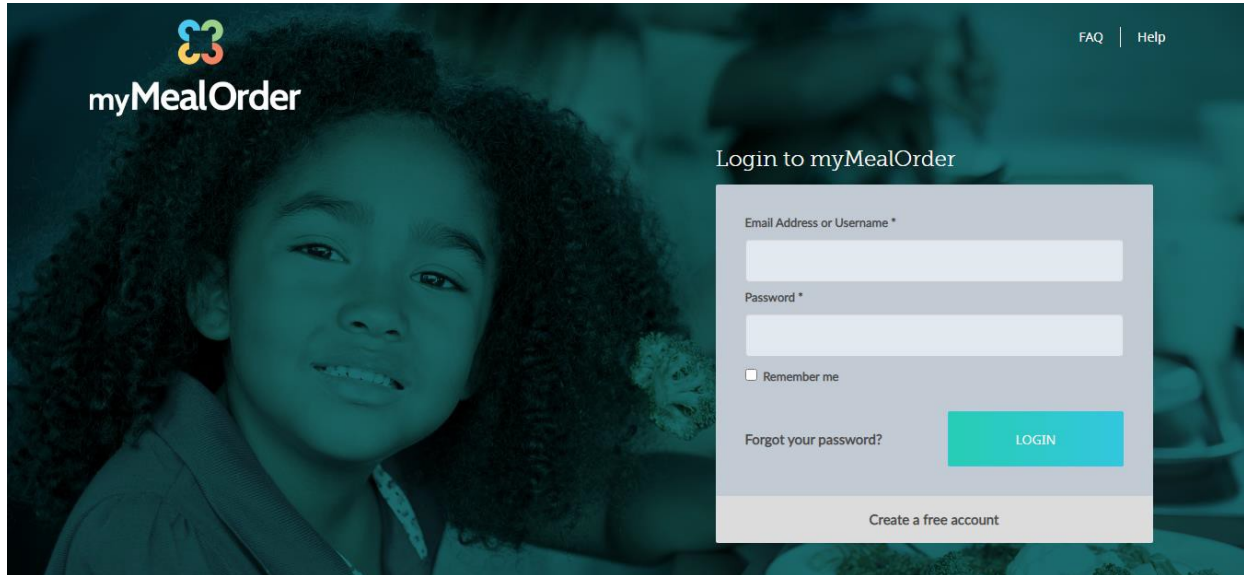 FAQ | Help
myMealOrder
Login to myMealOrder
Email Address or Username *
Password *
Remember me
Forgot your password?
LOGIN
Create a free account